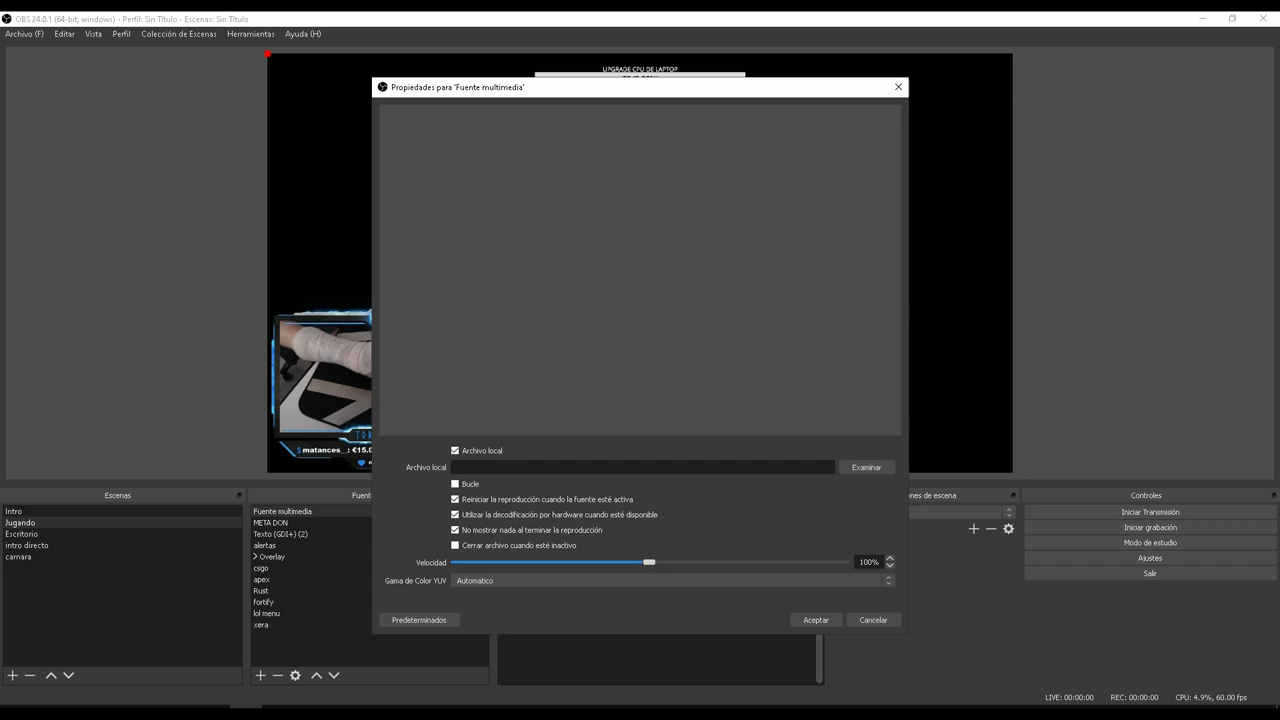 OBS 24.0.1 (64-bit, windows) - Perfil: Sin Título - Escenas: Sin Título
Archivo (F) Editar Vista Perfil Colección de Escenas Herramientas Ayuda (H)
UPGRADE CPU DE LAPTOP
Propiedades para 'Fuente multimedia'
$ matances__: €15.0
Archivo local
Archivo local Examinar
Bucle
Reiniciar la reproducción cuando la fuente esté activa
Utilizar la decodificación por hardware cuando esté disponible
No mostrar nada al terminar la reproducción
Cerrar archivo cuando esté inactivo
Velocidad 100%
Gama de Color YUV Automatico
Predeterminados Aceptar Cancelar
Escenas
Intro
Jugando
Escritorio
intro directo
camara
Fuent
Fuente multimedia
META DON
Texto (GDI+) (2)
alertas
Overlay
csgo
apex
Rust
fortify
lol menu
xera
ones de escena
Controles
Iniciar Transmisión
Iniciar grabación
Modo de estudio
Ajustes
Salir
LIVE: 00:00:00 REC: 00:00:00 CPU: 4.9%, 60.00 fps